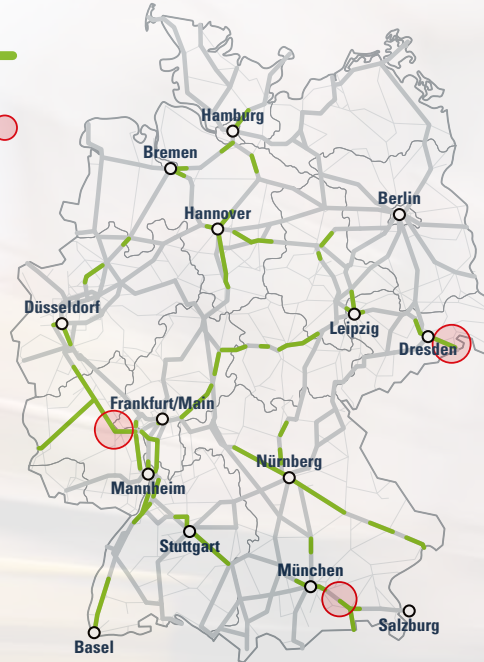 Hamburg
Bremen
Berlin
Hannover
Düsseldorf
Leipzig
Dresden
Frankfurt/Main
Nürnberg
Mannheim
Stuttgart
München
Salzburg
Basel